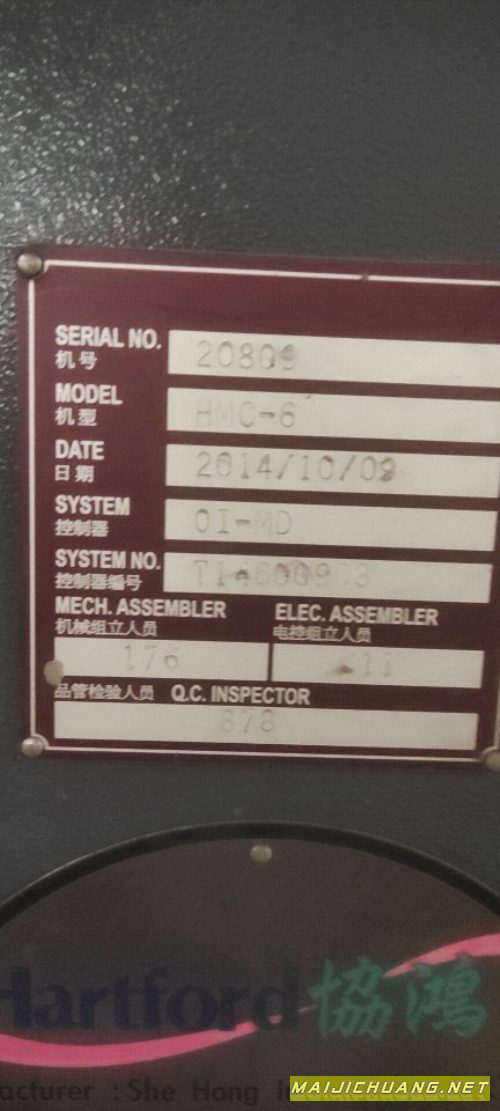 SERIAL NO. 20809
机号
MODEL HMC-6
机型
DATE 2014/10/09
日期
SYSTEM OI-MD
控制器
SYSTEM NO.
控制器编号
MECH. ASSEMBLER ELEC. ASSEMBLER
机械组立人员 电控组立人员
176 11
品管检验人员 Q.C. INSPECTOR
878
Hartford 協鴻
acturer : She Hong
MAIJICHUANG.NET